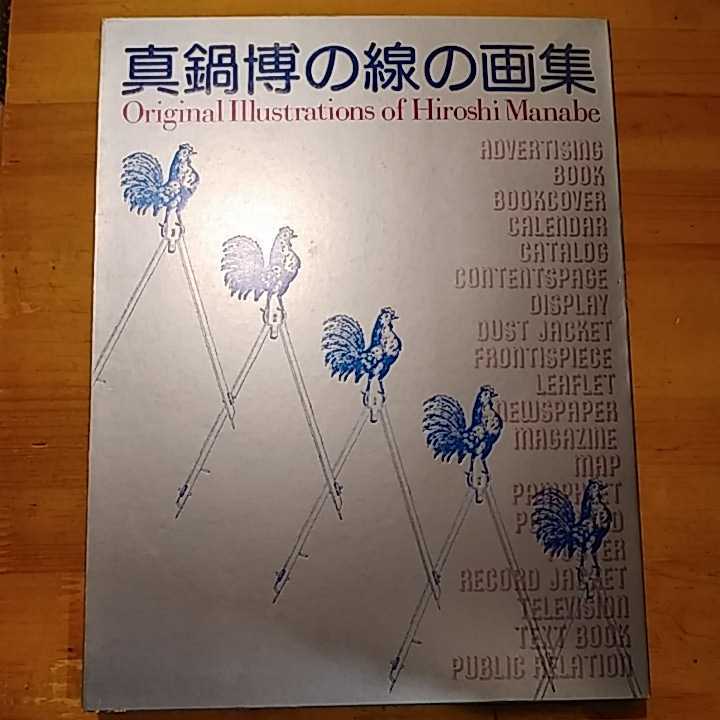 真鍋博の線の画集
Original Illustrations of Hiroshi Manabe
ADVERTISING
BOOK
BOOKCOVER
CALENDAR
CATALOG
CONTENTSPAGE
DISPLAY
DUST JACKET
FRONTISPIECE
LEAFLET
NEWSPAPER
MAGAZINE
MAP
PAMPHLET
RECORD JACKET
TELEVISION
TEXT BOOK
PUBLIC RELATION